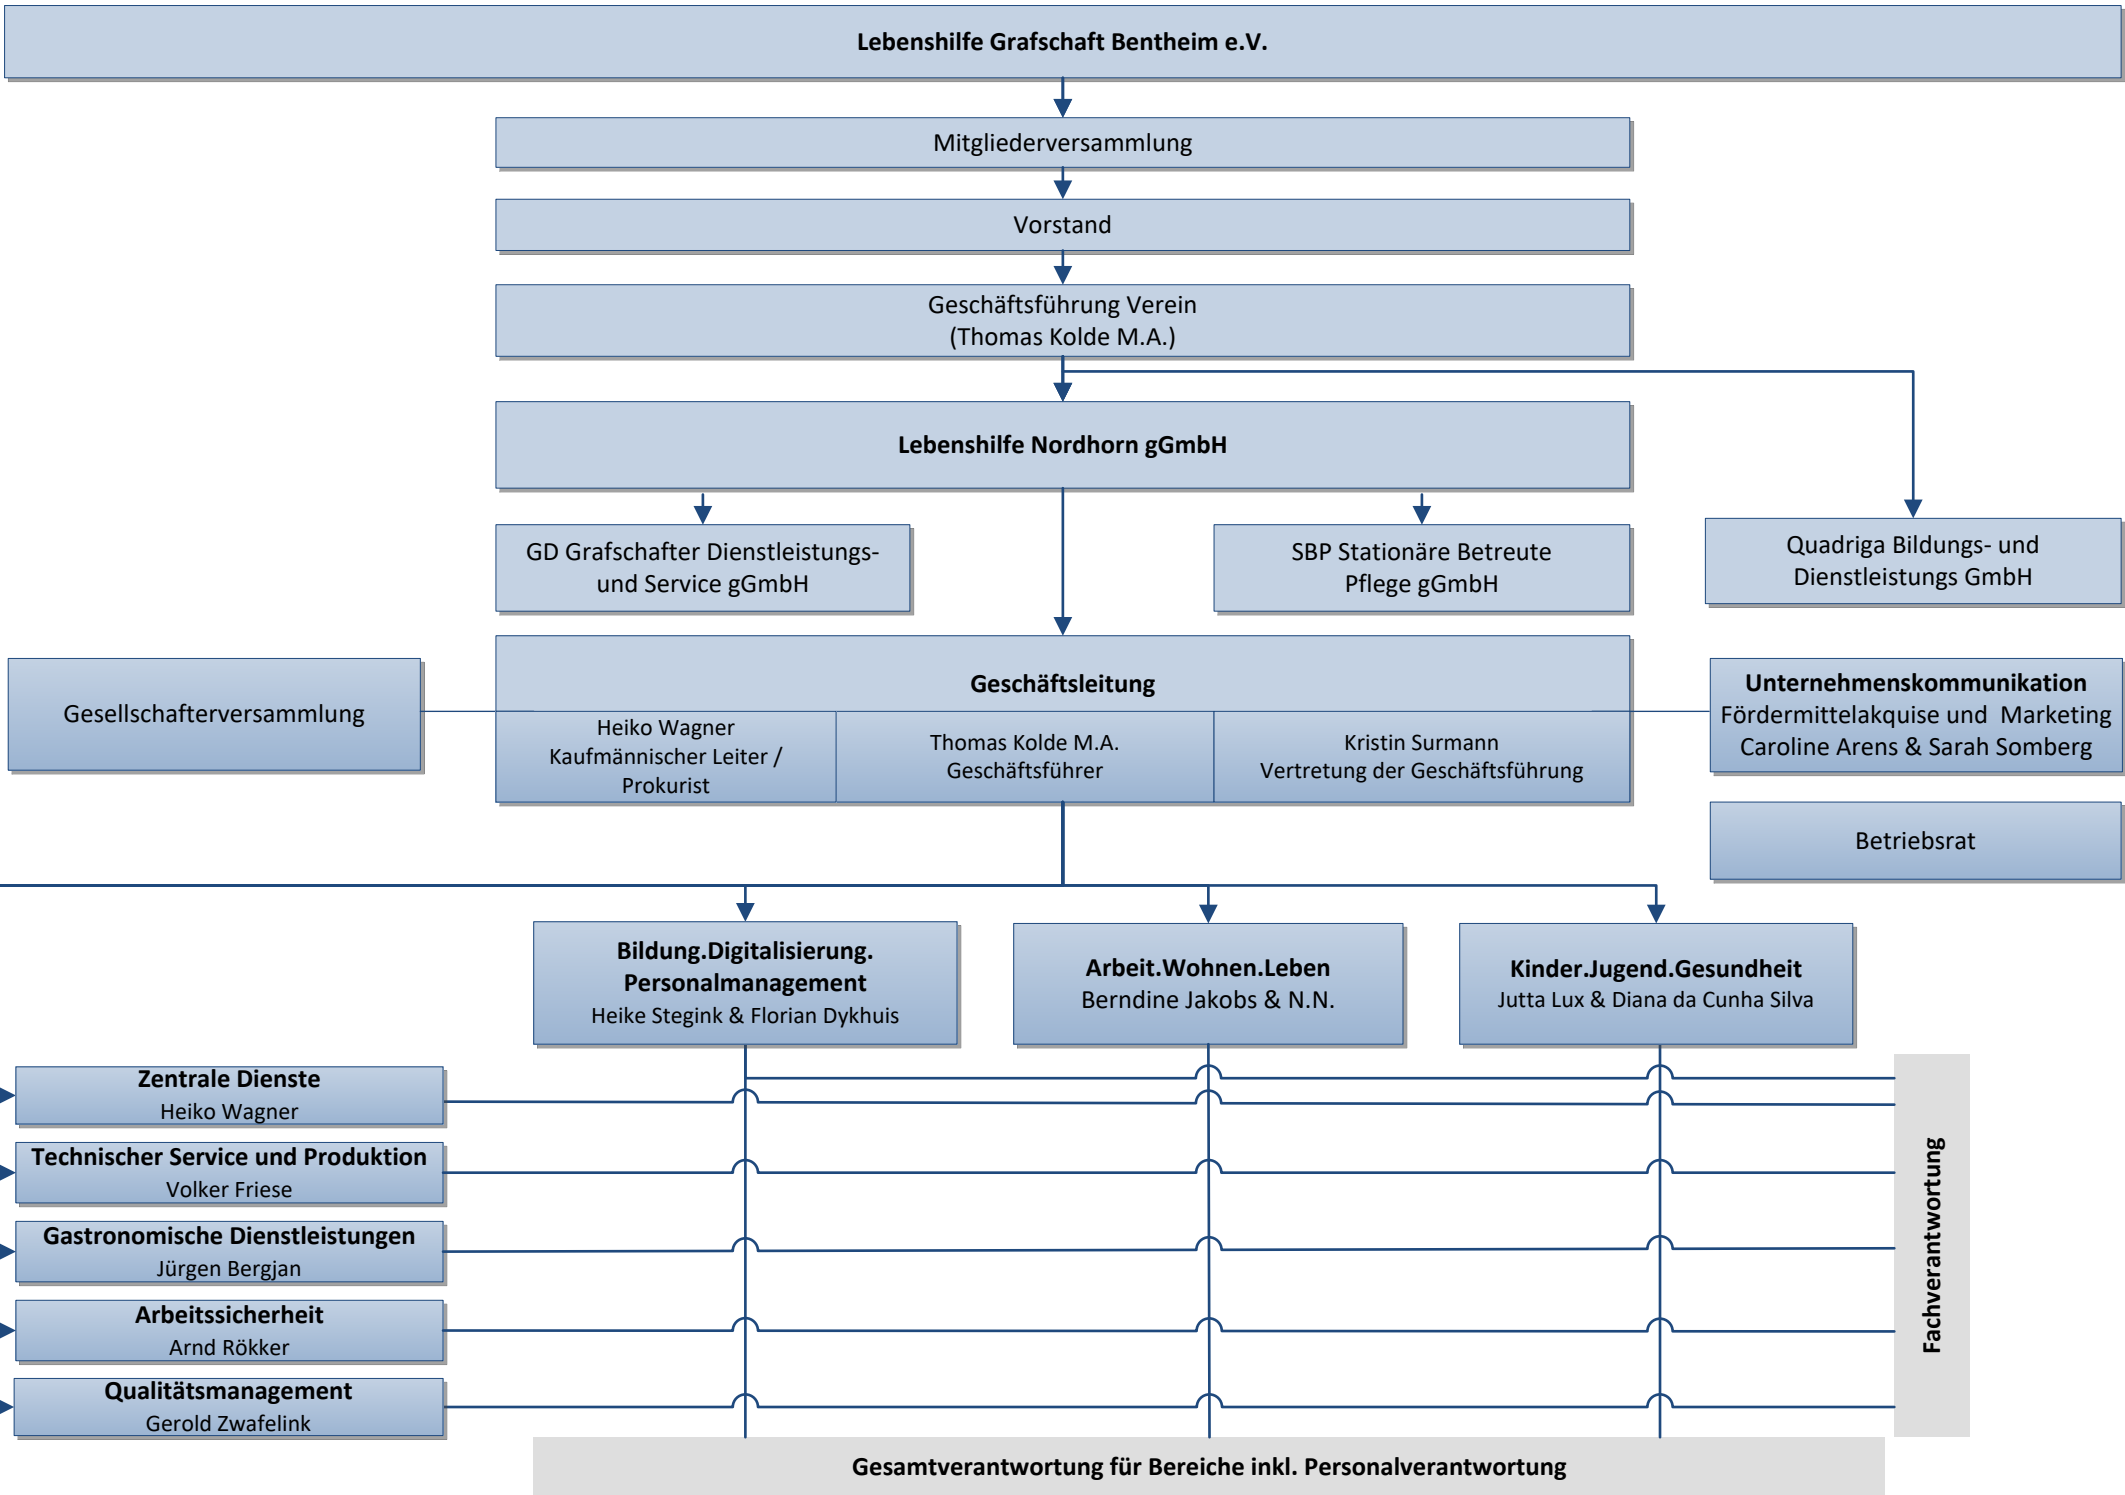 Lebenshilfe Grafschaft Bentheim e.V.
Mitgliederversammlung
Vorstand
Geschäftsführung Verein
(Thomas Kolde M.A.)
Lebenshilfe Nordhorn gGmbH
GD Grafschafter Dienstleistungs-
und Service gGmbH
SBP Stationäre Betreute
Pflege gGmbH
Quadriga Bildungs- und
Dienstleistungs GmbH
Gesellschafterversammlung
Geschäftsleitung
Heiko Wagner
Kaufmännischer Leiter /
Prokurist
Thomas Kolde M.A.
Geschäftsführer
Kristin Surmann
Vertretung der Geschäftsführung
Unternehmenskommunikation
Fördermittelakquise und Marketing
Caroline Arens & Sarah Somberg
Betriebsrat
Bildung.Digitalisierung.
Personalmanagement
Heike Stegink & Florian Dykhuis
Arbeit.Wohnen.Leben
Berndine Jakobs & N.N.
Kinder.Jugend.Gesundheit
Jutta Lux & Diana da Cunha Silva
Zentrale Dienste
Heiko Wagner
Technischer Service und Produktion
Volker Friese
Gastronomische Dienstleistungen
Jürgen Bergjan
Arbeitssicherheit
Arnd Rökker
Qualitätsmanagement
Gerold Zwafelink
Fachverantwortung
Gesamtverantwortung für Bereiche inkl. Personalverantwortung